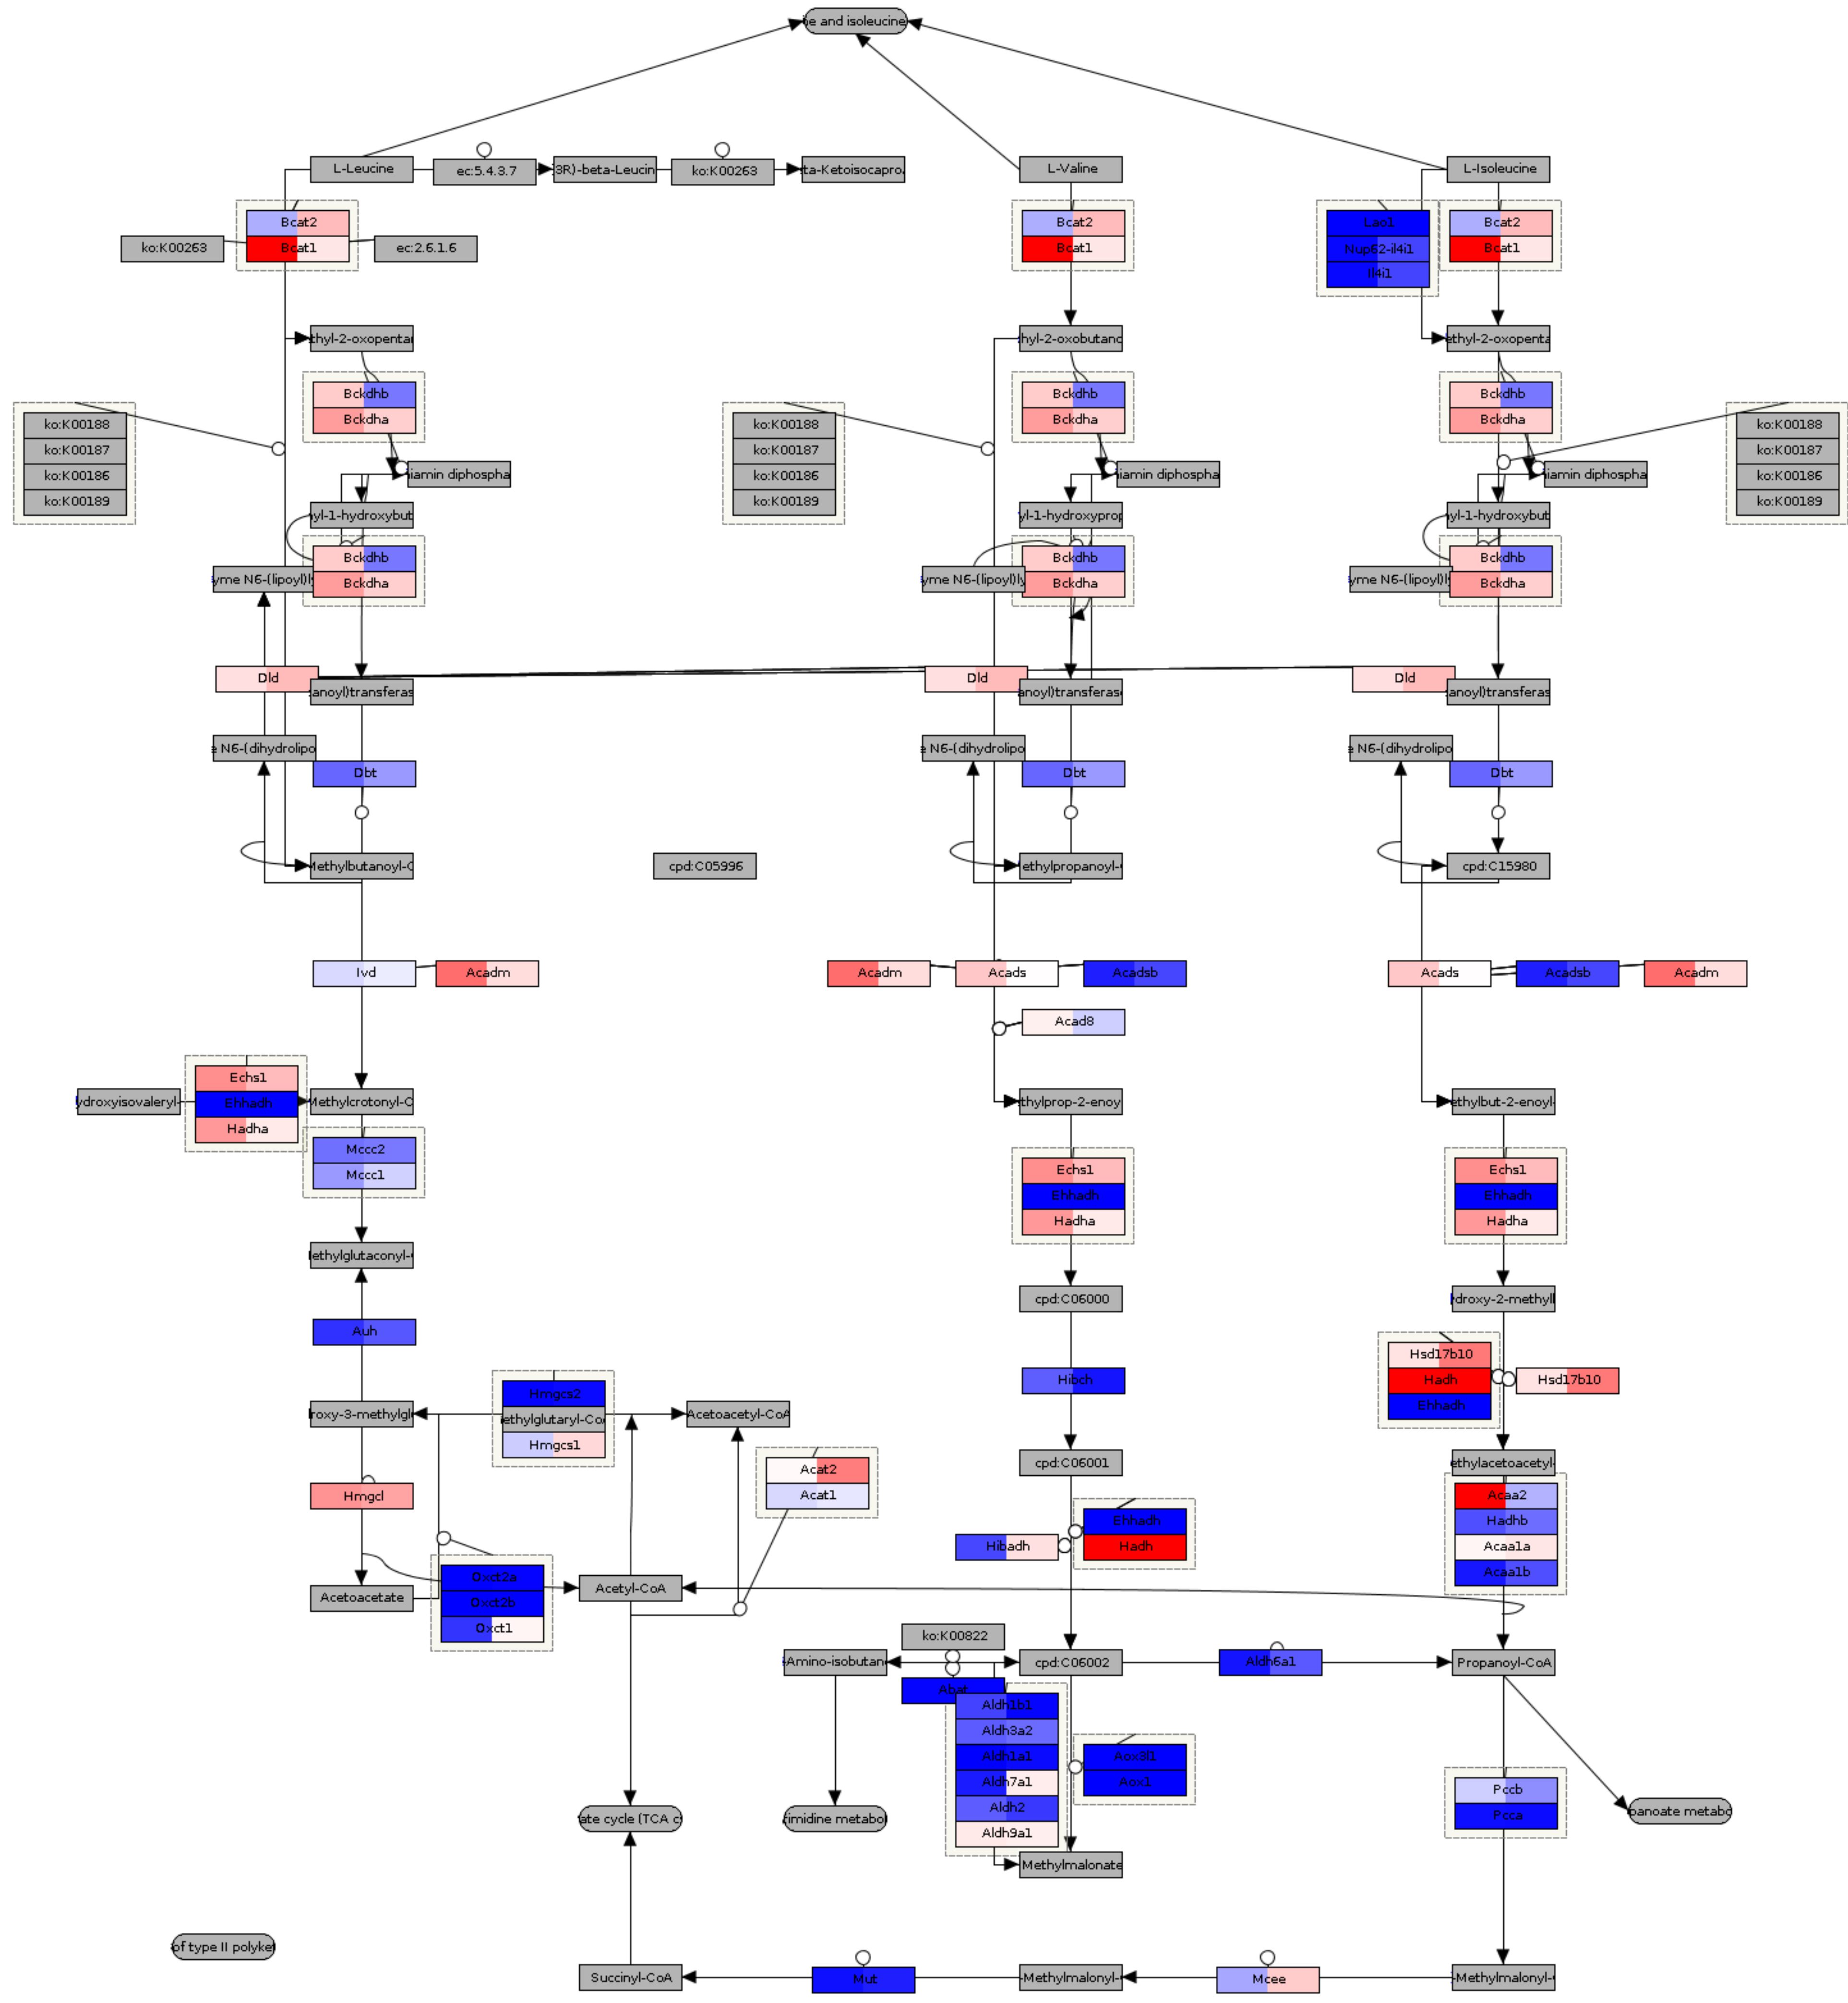 e and isoleucine
L-Leucine
ec:5.4.3.7
3R)-beta-Leucin
ko:K00263
ta-Ketoisocapro
L-Valine
L-Isoleucine
Bcat2
Bcat1
ko:K00263
ec:2.6.1.6
Bcat2
Bcat1
Lao1
Nup62-il4i1
Il4i1
Bcat2
Bcat1
thyl-2-oxopenta
hyl-2-oxobutano
ethyl-2-oxopenta
Bckdhb
Bckdha
Bckdhb
Bckdha
Bckdhb
Bckdha
ko:K00188
ko:K00187
ko:K00186
ko:K00189
ko:K00188
ko:K00187
ko:K00186
ko:K00189
ko:K00188
ko:K00187
ko:K00186
ko:K00189
iamin diphospha
iamin diphospha
iamin diphospha
yl-1-hydroxybut
yl-1-hydroxyprop
yl-1-hydroxybut
Bckdhb
Bckdha
Bckdhb
Bckdha
Bckdhb
Bckdha
yme N6-(lipoyl)ly
yme N6-(lipoyl)ly
yme N6-(lipoyl)l
Dld
Dld
Dld
anoyl)transferas
anoyl)transferas
anoyl)transferas
e N6-(dihydrolipo
e N6-(dihydrolipo
e N6-(dihydrolipo
Dbt
Dbt
Dbt
Methylbutanoyl-C
cpd:C05996
ethylpropanoyl-
cpd:C15980
Ivd
Acadm
Acadm
Acads
Acadsb
Acads
Acadsb
Acadm
Acad8
Echs1
Ehhadh
Hadha
ydroxyisovaleryl-
Methylcrotonyl-C
thylprop-2-enoy
ethylbut-2-enoyl-
Mccc2
Mccc1
Echs1
Ehhadh
Hadha
Echs1
Ehhadh
Hadha
lethylglutaconyl-
cpd:C06000
droxy-2-methyll
Auh
Hsd17b10
Hadh
Ehhadh
Hsd17b10
Hibch
Hmgcs2
ethylglutaryl-Co
Hmgcs1
roxy-3-methylgl
Acetoacetyl-CoA
cpd:C06001
ethylacetoacetyl-
Acat2
Acat1
Hmgcl
Acaa2
Hadhb
Acaa1a
Acaa1b
Ehhadh
Hadh
Hibadh
Oxct2a
Oxct2b
Oxct1
Acetoacetate
Acetyl-CoA
ko:K00822
Amino-isobutan
cpd:C06002
Aldh6a1
Propanoyl-CoA
Abat
Aldh1b1
Aldh3a2
Aldh1a1
Aldh7a1
Aldh2
Aldh9a1
Aox3l1
Aox1
Pccb
Pcca
ate cycle (TCA c
rimidine metabol
panoate metabo
Methylmalonate
of type II polyket
Succinyl-CoA
Mut
-Methylmalonyl-
Mcee
-Methylmalonyl-